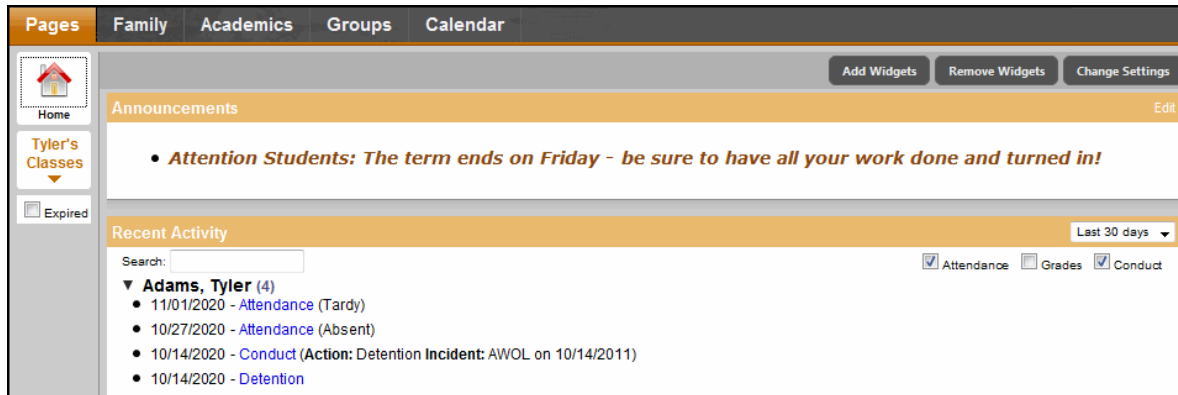 Pages Family Academics Groups Calendar
Add Widgets Remove Widgets Change Settings
Home
Announcements Edit
Tyler's
Classes
• Attention Students: The term ends on Friday - be sure to have all your work done and turned in!
Expired
Recent Activity Last 30 days
Search: Attendance Grades Conduct
Adams, Tyler (4)
• 11/01/2020 - Attendance (Tardy)
• 10/27/2020 - Attendance (Absent)
• 10/14/2020 - Conduct (Action: Detention Incident: AWOL on 10/14/2011)
• 10/14/2020 - Detention